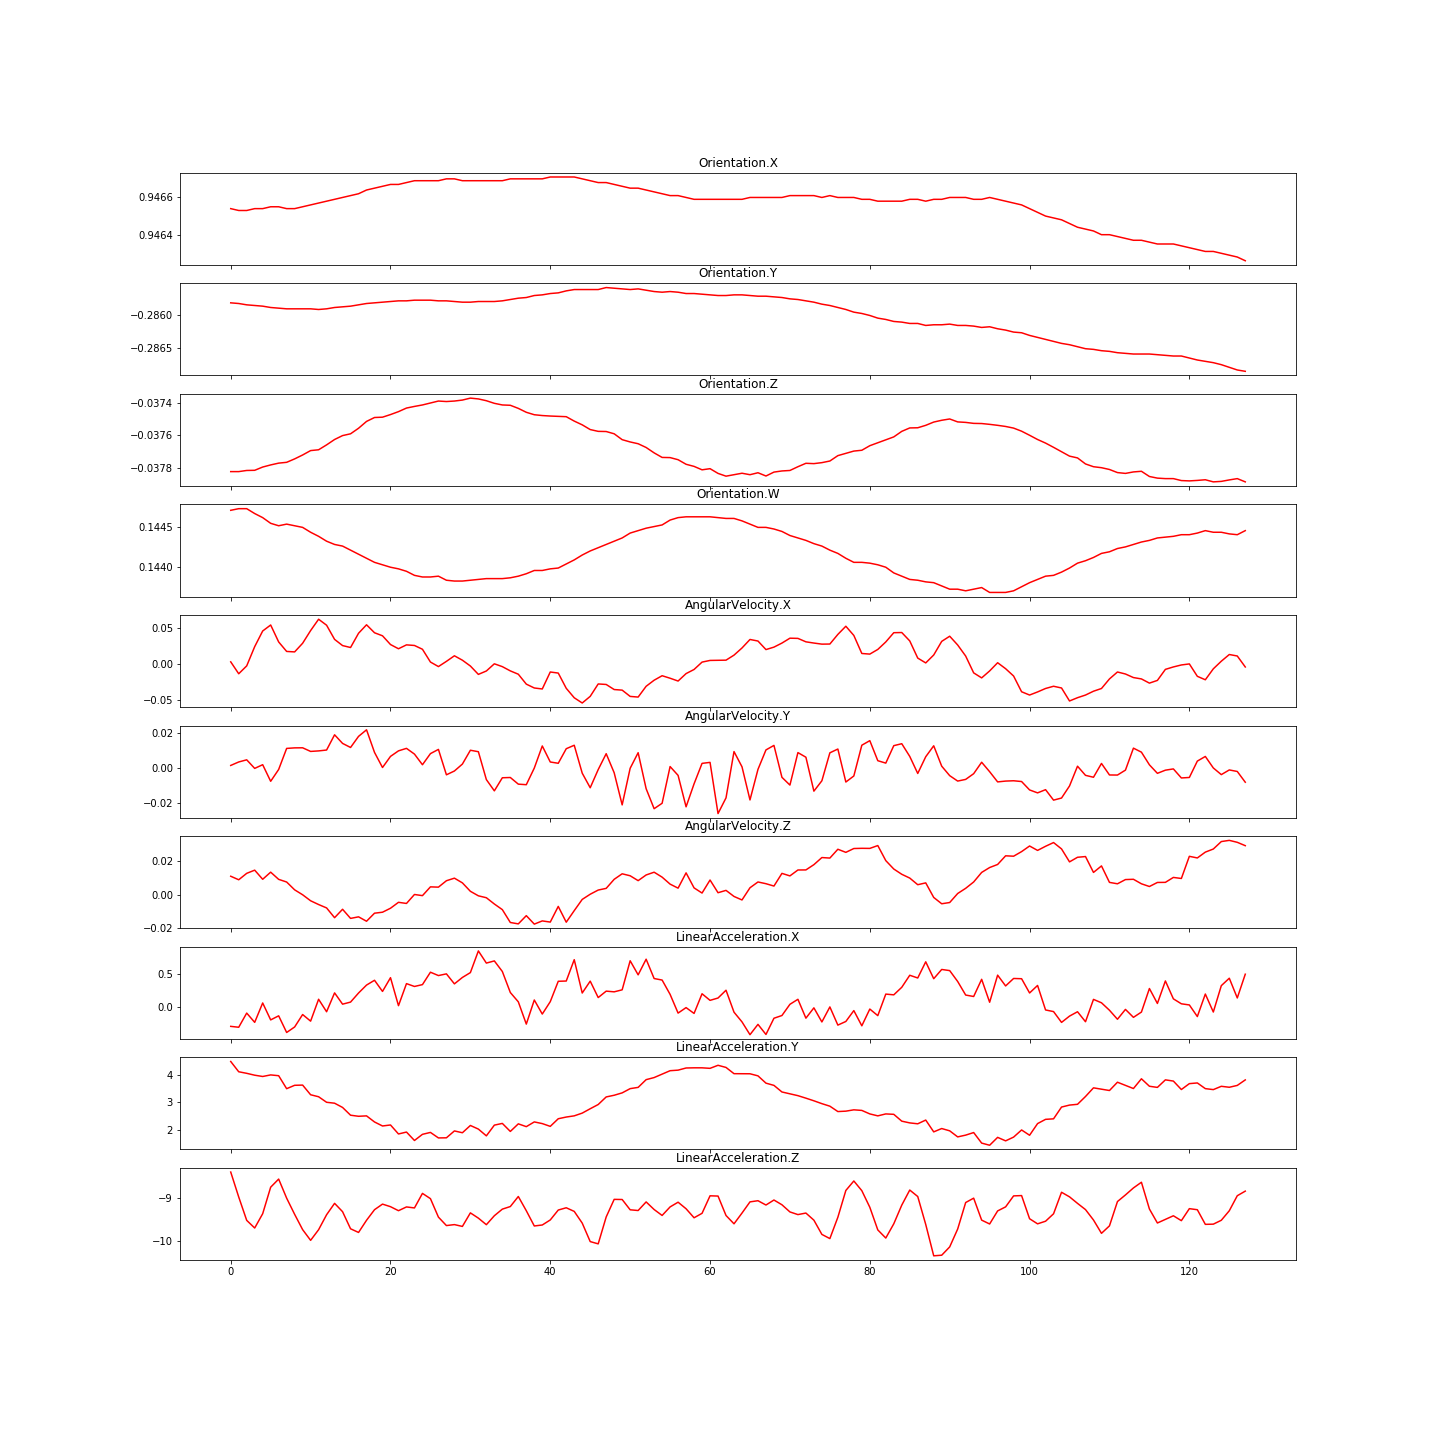 Orientation.X
0.9466
0.9464
Orientation.Y
−0.2860
−0.2865
Orientation.Z
−0.0374
−0.0376
−0.0378
Orientation.W
0.1445
0.1440
AngularVelocity.X
0.05
0.00
−0.05
AngularVelocity.Y
0.02
0.00
−0.02
AngularVelocity.Z
0.02
0.00
−0.02
LinearAcceleration.X
0.5
0.0
LinearAcceleration.Y
4
3
2
LinearAcceleration.Z
−9
−10
0 20 40 60 80 100 120